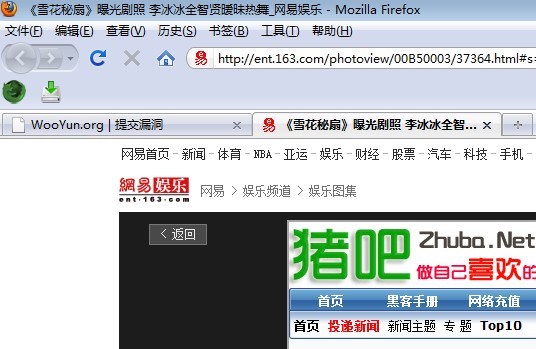 《雪花秘扇》曝光剧照 李冰冰全智贤暧昧热舞_网易娱乐 - Mozilla Firefox
文件(F) 编辑(E) 查看(V) 历史(S) 书签(B) 工具(T) 帮助(H)
http://ent.163.com/photoview/00B50003/37364.html#s=
WooYun.org | 提交漏洞
《雪花秘扇》曝光剧照 李冰冰全智...
网易首页 - 新闻 - 体育 - NBA - 亚运 - 娱乐 - 财经 - 股票 - 汽车 - 科技 - 手机 -
網易 娱乐
ent.163.com
网易 > 娱乐频道 > 娱乐图集
< 返回
猪吧 Zhuba.Net
做自己喜欢的
首页 黑客手册 网络充值
首页 投递新闻 新闻主题 专 题 Top10